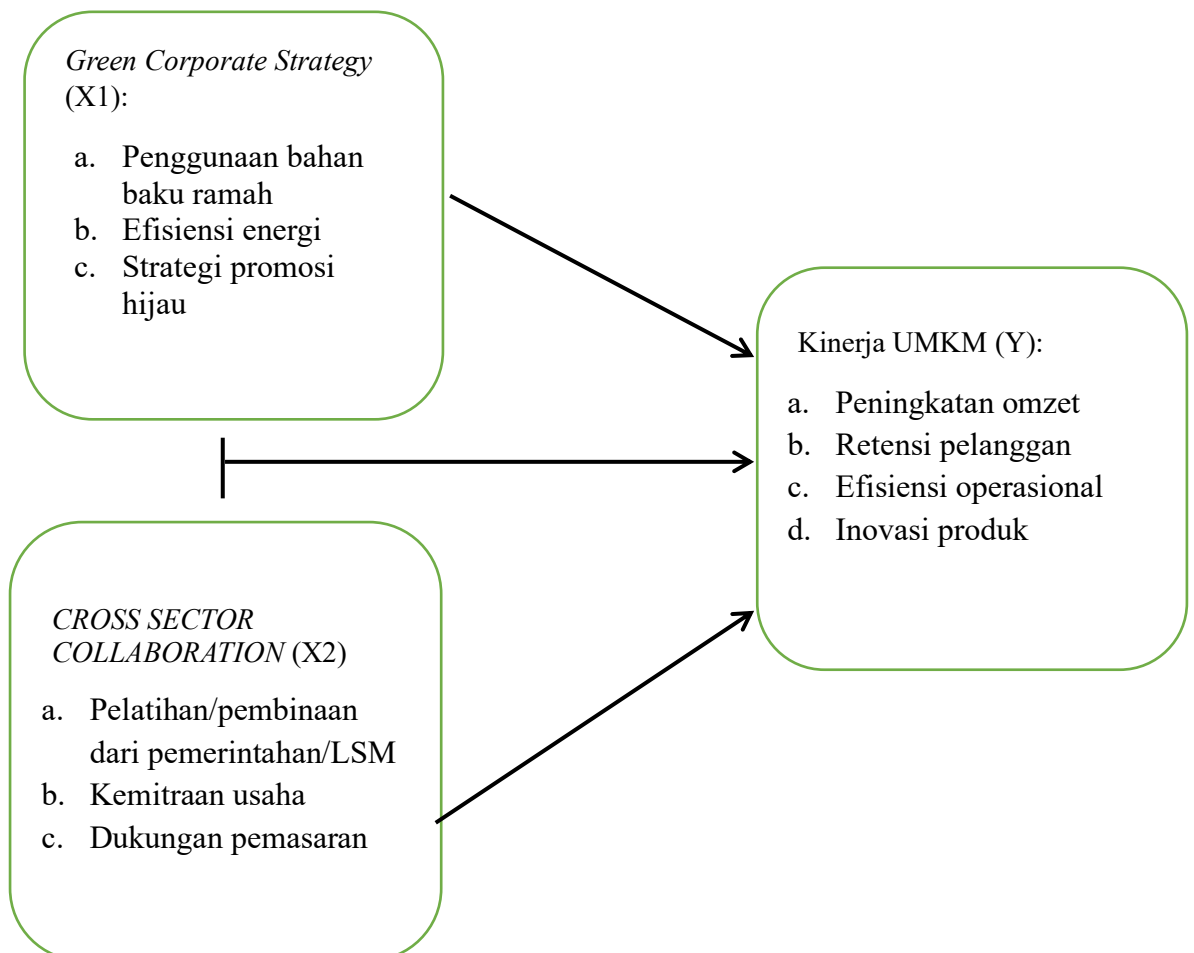 Green Corporate Strategy
(X1):
a. Penggunaan bahan
baku ramah
b. Efisiensi energi
c. Strategi promosi
hijau
Kinerja UMKM (Y):
a. Peningkatan omzet
b. Retensi pelanggan
c. Efisiensi operasional
d. Inovasi produk
CROSS SECTOR
COLLABORATION (X2)
a. Pelatihan/pembinaan
dari pemerintahan/LSM
b. Kemitraan usaha
c. Dukungan pemasaran